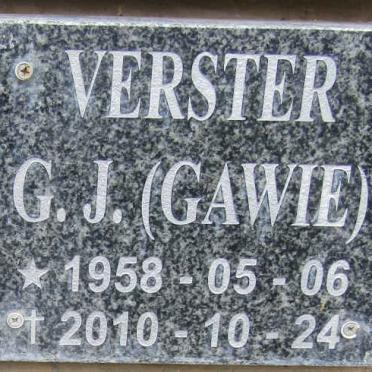 VERSTER
G. J. (GAWIE)
★ 1958 - 05 - 06
† 2010 - 10 - 24